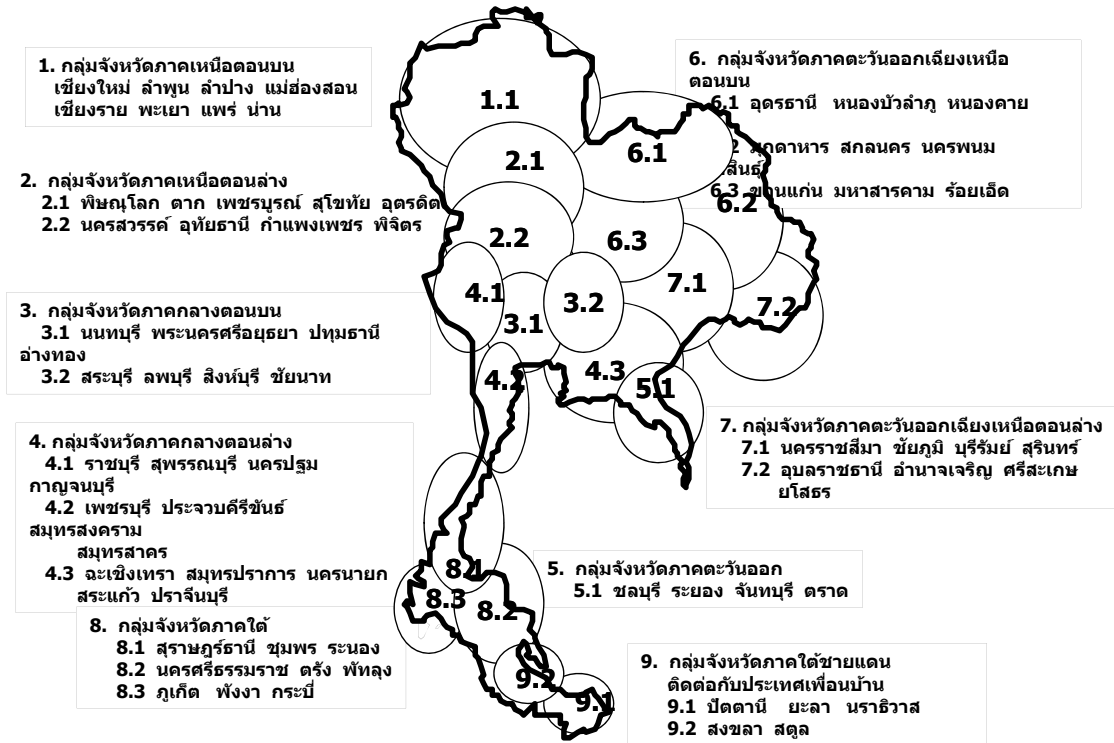 1. กลุ่มจังหวัดภาคเหนือตอนบน
เชียงใหม่ ลำพูน ลำปาง แม่ฮ่องสอน
เชียงราย พะเยา แพร่ น่าน
2. กลุ่มจังหวัดภาคเหนือตอนล่าง
2.1 พิษณุโลก ตาก เพชรบูรณ์ สุโขทัย อุตรดิตถ์
2.2 นครสวรรค์ อุทัยธานี กำแพงเพชร พิจิตร
3. กลุ่มจังหวัดภาคกลางตอนบน
3.1 นนทบุรี พระนครศรีอยุธยา ปทุมธานี
อ่างทอง
3.2 สระบุรี ลพบุรี สิงห์บุรี ชัยนาท
4. กลุ่มจังหวัดภาคกลางตอนล่าง
4.1 ราชบุรี สุพรรณบุรี นครปฐม
กาญจนบุรี
4.2 เพชรบุรี ประจวบคีรีขันธ์
สมุทรสงคราม
สมุทรสาคร
4.3 ฉะเชิงเทรา สมุทรปราการ นครนายก
สระแก้ว ปราจีนบุรี
8. กลุ่มจังหวัดภาคใต้
8.1 สุราษฎร์ธานี ชุมพร ระนอง
8.2 นครศรีธรรมราช ตรัง พัทลุง
8.3 ภูเก็ต พังงา กระบี่
1.1
2.1
6.1
6.2
2.2
6.3
4.1
3.1
3.2
7.1
7.2
4.2
4.3
5.1
8.1
8.3
8.2
9.2
9.1
6. กลุ่มจังหวัดภาคตะวันออกเฉียงเหนือ
ตอนบน
6.1 อุดรธานี หนองบัวลำภู หนองคาย
มุกดาหาร สกลนคร นครพนม
6.3 ขอนแก่น มหาสารคาม ร้อยเอ็ด
7. กลุ่มจังหวัดภาคตะวันออกเฉียงเหนือตอนล่าง
7.1 นครราชสีมา ชัยภูมิ บุรีรัมย์ สุรินทร์
7.2 อุบลราชธานี อำนาจเจริญ ศรีสะเกษ
ยโสธร
5. กลุ่มจังหวัดภาคตะวันออก
5.1 ชลบุรี ระยอง จันทบุรี ตราด
9. กลุ่มจังหวัดภาคใต้ชายแดน
ติดต่อกับประเทศเพื่อนบ้าน
9.1 ปัตตานี ยะลา นราธิวาส
9.2 สงขลา สตูล